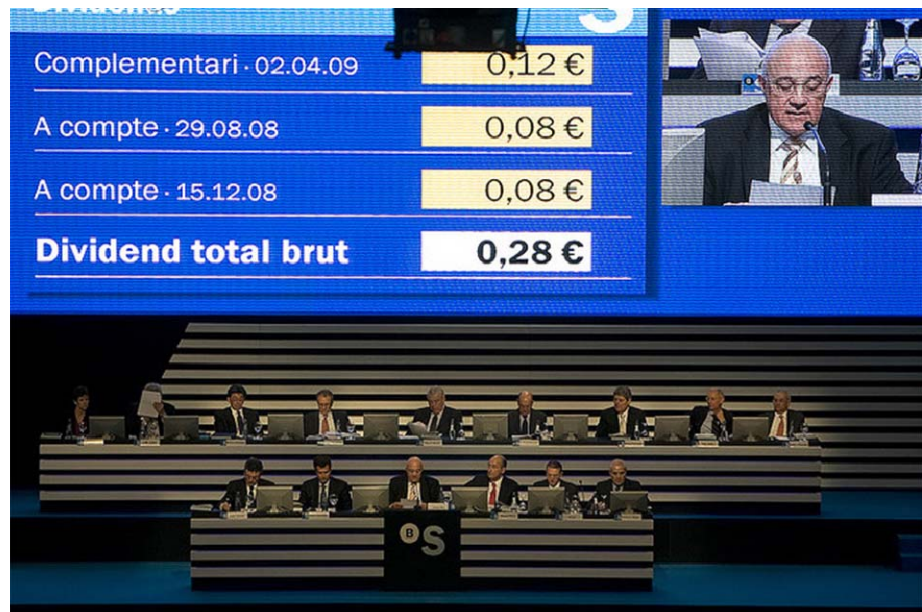 Dividends
S
Complementari · 02.04.09 0,12 €
A compte · 29.08.08 0,08 €
A compte · 15.12.08 0,08 €
Dividend total brut 0,28 €
B S